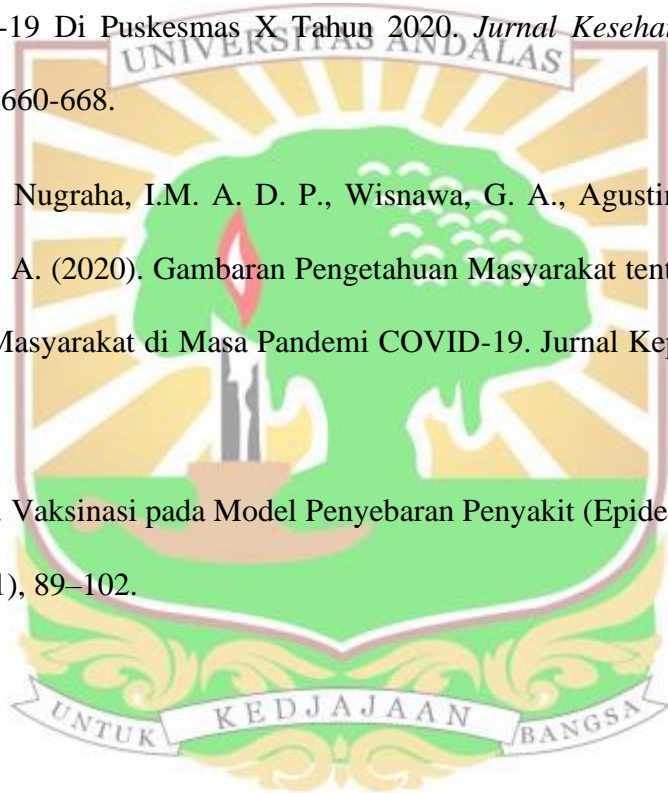 -19 Di Puskesmas X Tahun 2020. Jurnal Kesehat
UNIVERSITAS ANDALAS
660-668.
Nugraha, I.M. A. D. P., Wisnawa, G. A., Agustin
A. (2020). Gambaran Pengetahuan Masyarakat tent
Masyarakat di Masa Pandemi COVID-19. Jurnal Kep
. Vaksinasi pada Model Penyebaran Penyakit (Epide
1), 89–102.
UNTUK KEDJAJAAN BANGSA